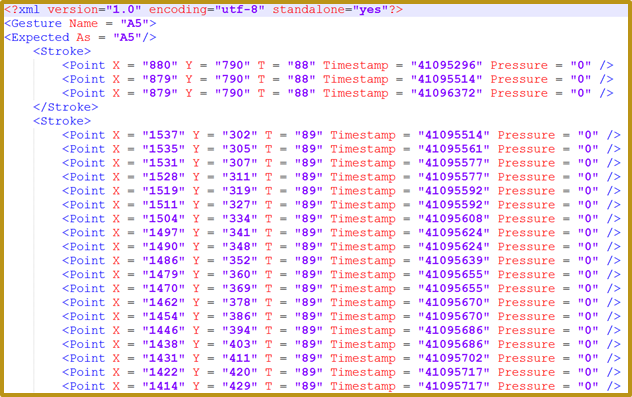 <?xml version="1.0" encoding="utf-8" standalone="yes"?>
<Gesture Name = "A5">
<Expected As = "A5"/>
<Stroke>
<Point X = "880" Y = "790" T = "88" Timestamp = "41095296" Pressure = "0" />
<Point X = "879" Y = "790" T = "88" Timestamp = "41095514" Pressure = "0" />
<Point X = "879" Y = "790" T = "88" Timestamp = "41096372" Pressure = "0" />
</Stroke>
<Stroke>
<Point X = "1537" Y = "302" T = "89" Timestamp = "41095514" Pressure = "0" />
<Point X = "1535" Y = "305" T = "89" Timestamp = "41095561" Pressure = "0" />
<Point X = "1531" Y = "307" T = "89" Timestamp = "41095577" Pressure = "0" />
<Point X = "1528" Y = "311" T = "89" Timestamp = "41095577" Pressure = "0" />
<Point X = "1519" Y = "319" T = "89" Timestamp = "41095592" Pressure = "0" />
<Point X = "1511" Y = "327" T = "89" Timestamp = "41095592" Pressure = "0" />
<Point X = "1504" Y = "334" T = "89" Timestamp = "41095608" Pressure = "0" />
<Point X = "1497" Y = "341" T = "89" Timestamp = "41095624" Pressure = "0" />
<Point X = "1490" Y = "348" T = "89" Timestamp = "41095624" Pressure = "0" />
<Point X = "1486" Y = "352" T = "89" Timestamp = "41095639" Pressure = "0" />
<Point X = "1479" Y = "360" T = "89" Timestamp = "41095655" Pressure = "0" />
<Point X = "1470" Y = "369" T = "89" Timestamp = "41095655" Pressure = "0" />
<Point X = "1462" Y = "378" T = "89" Timestamp = "41095670" Pressure = "0" />
<Point X = "1454" Y = "386" T = "89" Timestamp = "41095670" Pressure = "0" />
<Point X = "1446" Y = "394" T = "89" Timestamp = "41095686" Pressure = "0" />
<Point X = "1438" Y = "403" T = "89" Timestamp = "41095686" Pressure = "0" />
<Point X = "1431" Y = "411" T = "89" Timestamp = "41095702" Pressure = "0" />
<Point X = "1422" Y = "420" T = "89" Timestamp = "41095717" Pressure = "0" />
<Point X = "1414" Y = "429" T = "89" Timestamp = "41095717" Pressure = "0" />